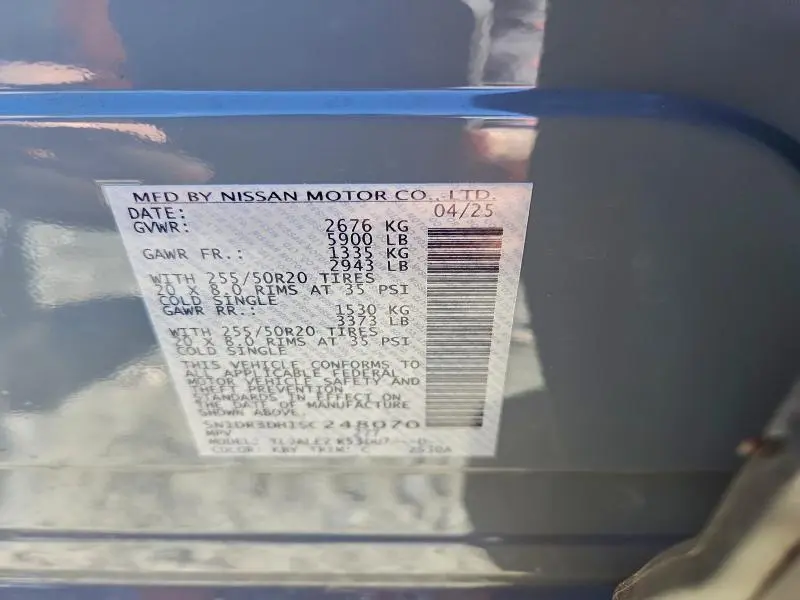 MFD BY NISSAN MOTOR CO., LTD.
DATE: 04/25
GVWR: 2676 KG
5900 LB
GAWR FR.: 1335 KG
2943 LB
WITH 255/50R20 TIRES
20 X 8.0 RIMS AT 35 PSI
COLD SINGLE
GAWR RR.: 1530 KG
3373 LB
WITH 255/50R20 TIRES
20 X 8.0 RIMS AT 35 PSI
COLD SINGLE
THIS VEHICLE CONFORMS TO
ALL APPLICABLE FEDERAL
MOTOR VEHICLE SAFETY AND
THEFT PREVENTION
STANDARDS IN EFFECT ON
THE DATE OF MANUFACTURE
SHOWN ABOVE.
5N1DR3DH1SC248070
MPV
MODEL:
COLOR: KBY TRIM: C